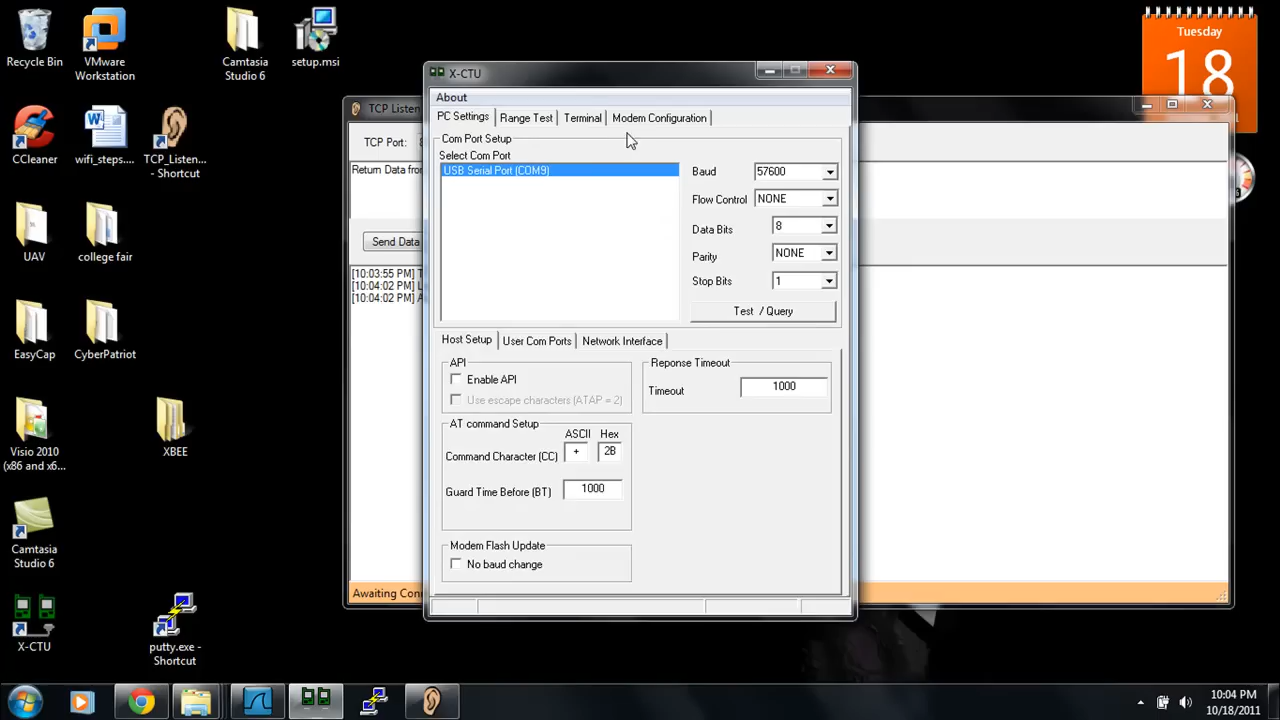 Recycle Bin
VMware
Workstation
Camtasia
Studio 6
setup.msi
Tuesday
18
CCleaner
wifi_steps....
TCP_Listen...
- Shortcut
UAV
college fair
EasyCap
CyberPatriot
Visio 2010
(x86 and x6...
XBEE
Camtasia
Studio 6
X-CTU
putty.exe -
Shortcut
TCP Listen
TCP Port:
Return Data from
Send Data
[10:03:55 PM] T
[10:04:02 PM] L
[10:04:02 PM] A
Awaiting Con
X-CTU
About
PC Settings
Range Test
Terminal
Modem Configuration
Com Port Setup
Select Com Port
USB Serial Port (COM9)
Baud
57600
Flow Control
NONE
Data Bits
8
Parity
NONE
Stop Bits
1
Test / Query
Host Setup
User Com Ports
Network Interface
API
Enable API
Use escape characters (ATAP = 2)
Reponse Timeout
Timeout
1000
AT command Setup
ASCII
Hex
Command Character (CC)
+
2B
Guard Time Before (BT)
1000
Modem Flash Update
No baud change
10:04 PM
10/18/2011